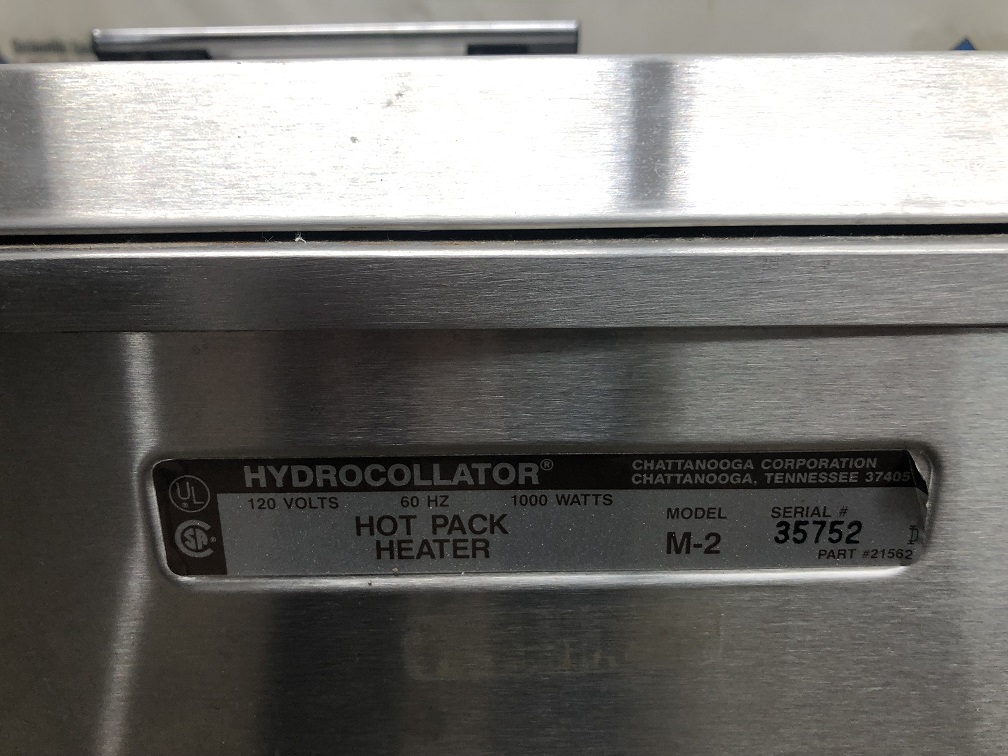 UL
HYDROCOLLATOR®
CHATTANOOGA CORPORATION
CHATTANOOGA, TENNESSEE 37405
120 VOLTS 60 HZ 1000 WATTS
HOT PACK
HEATER
MODEL
M-2
SERIAL #
35752
PART #21562